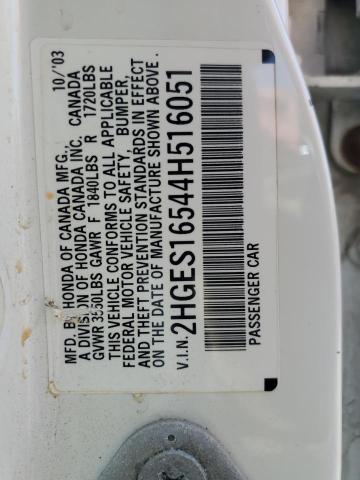 MFD. BY HONDA OF CANADA MFG., 10/'03
A DIVISION OF HONDA CANADA INC. CANADA
GVWR 3560LBS GAWR F 1840LBS R 1720LBS
THIS VEHICLE CONFORMS TO ALL APPLICABLE
FEDERAL MOTOR VEHICLE SAFETY, BUMPER,
AND THEFT PREVENTION STANDARDS IN EFFECT
ON THE DATE OF MANUFACTURE SHOWN ABOVE.
V.I.N. 2HGES16544H516051
PASSENGER CAR